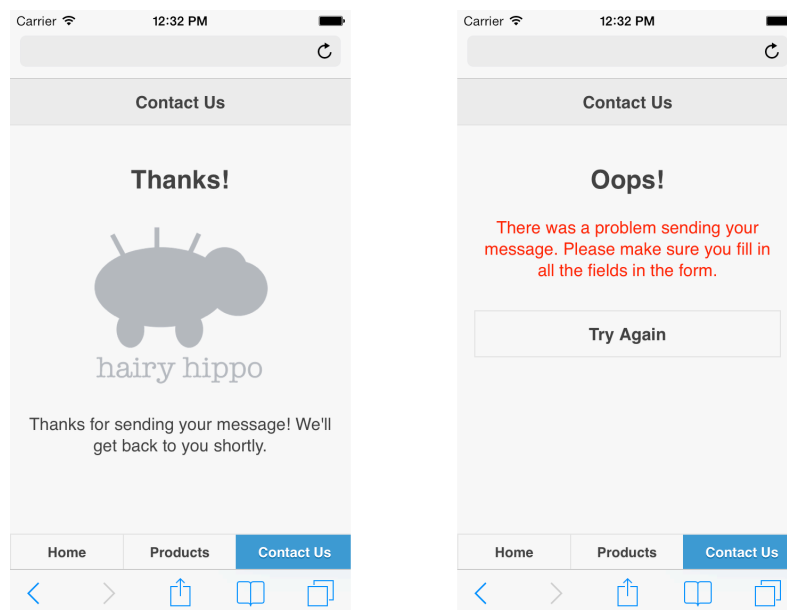 Carrier 12:32 PM
Contact Us
Thanks!
hairy hippo
Thanks for sending your message! We'll
get back to you shortly.
Home Products Contact Us
Carrier 12:32 PM
Contact Us
Oops!
There was a problem sending your
message. Please make sure you fill in
all the fields in the form.
Try Again
Home Products Contact Us